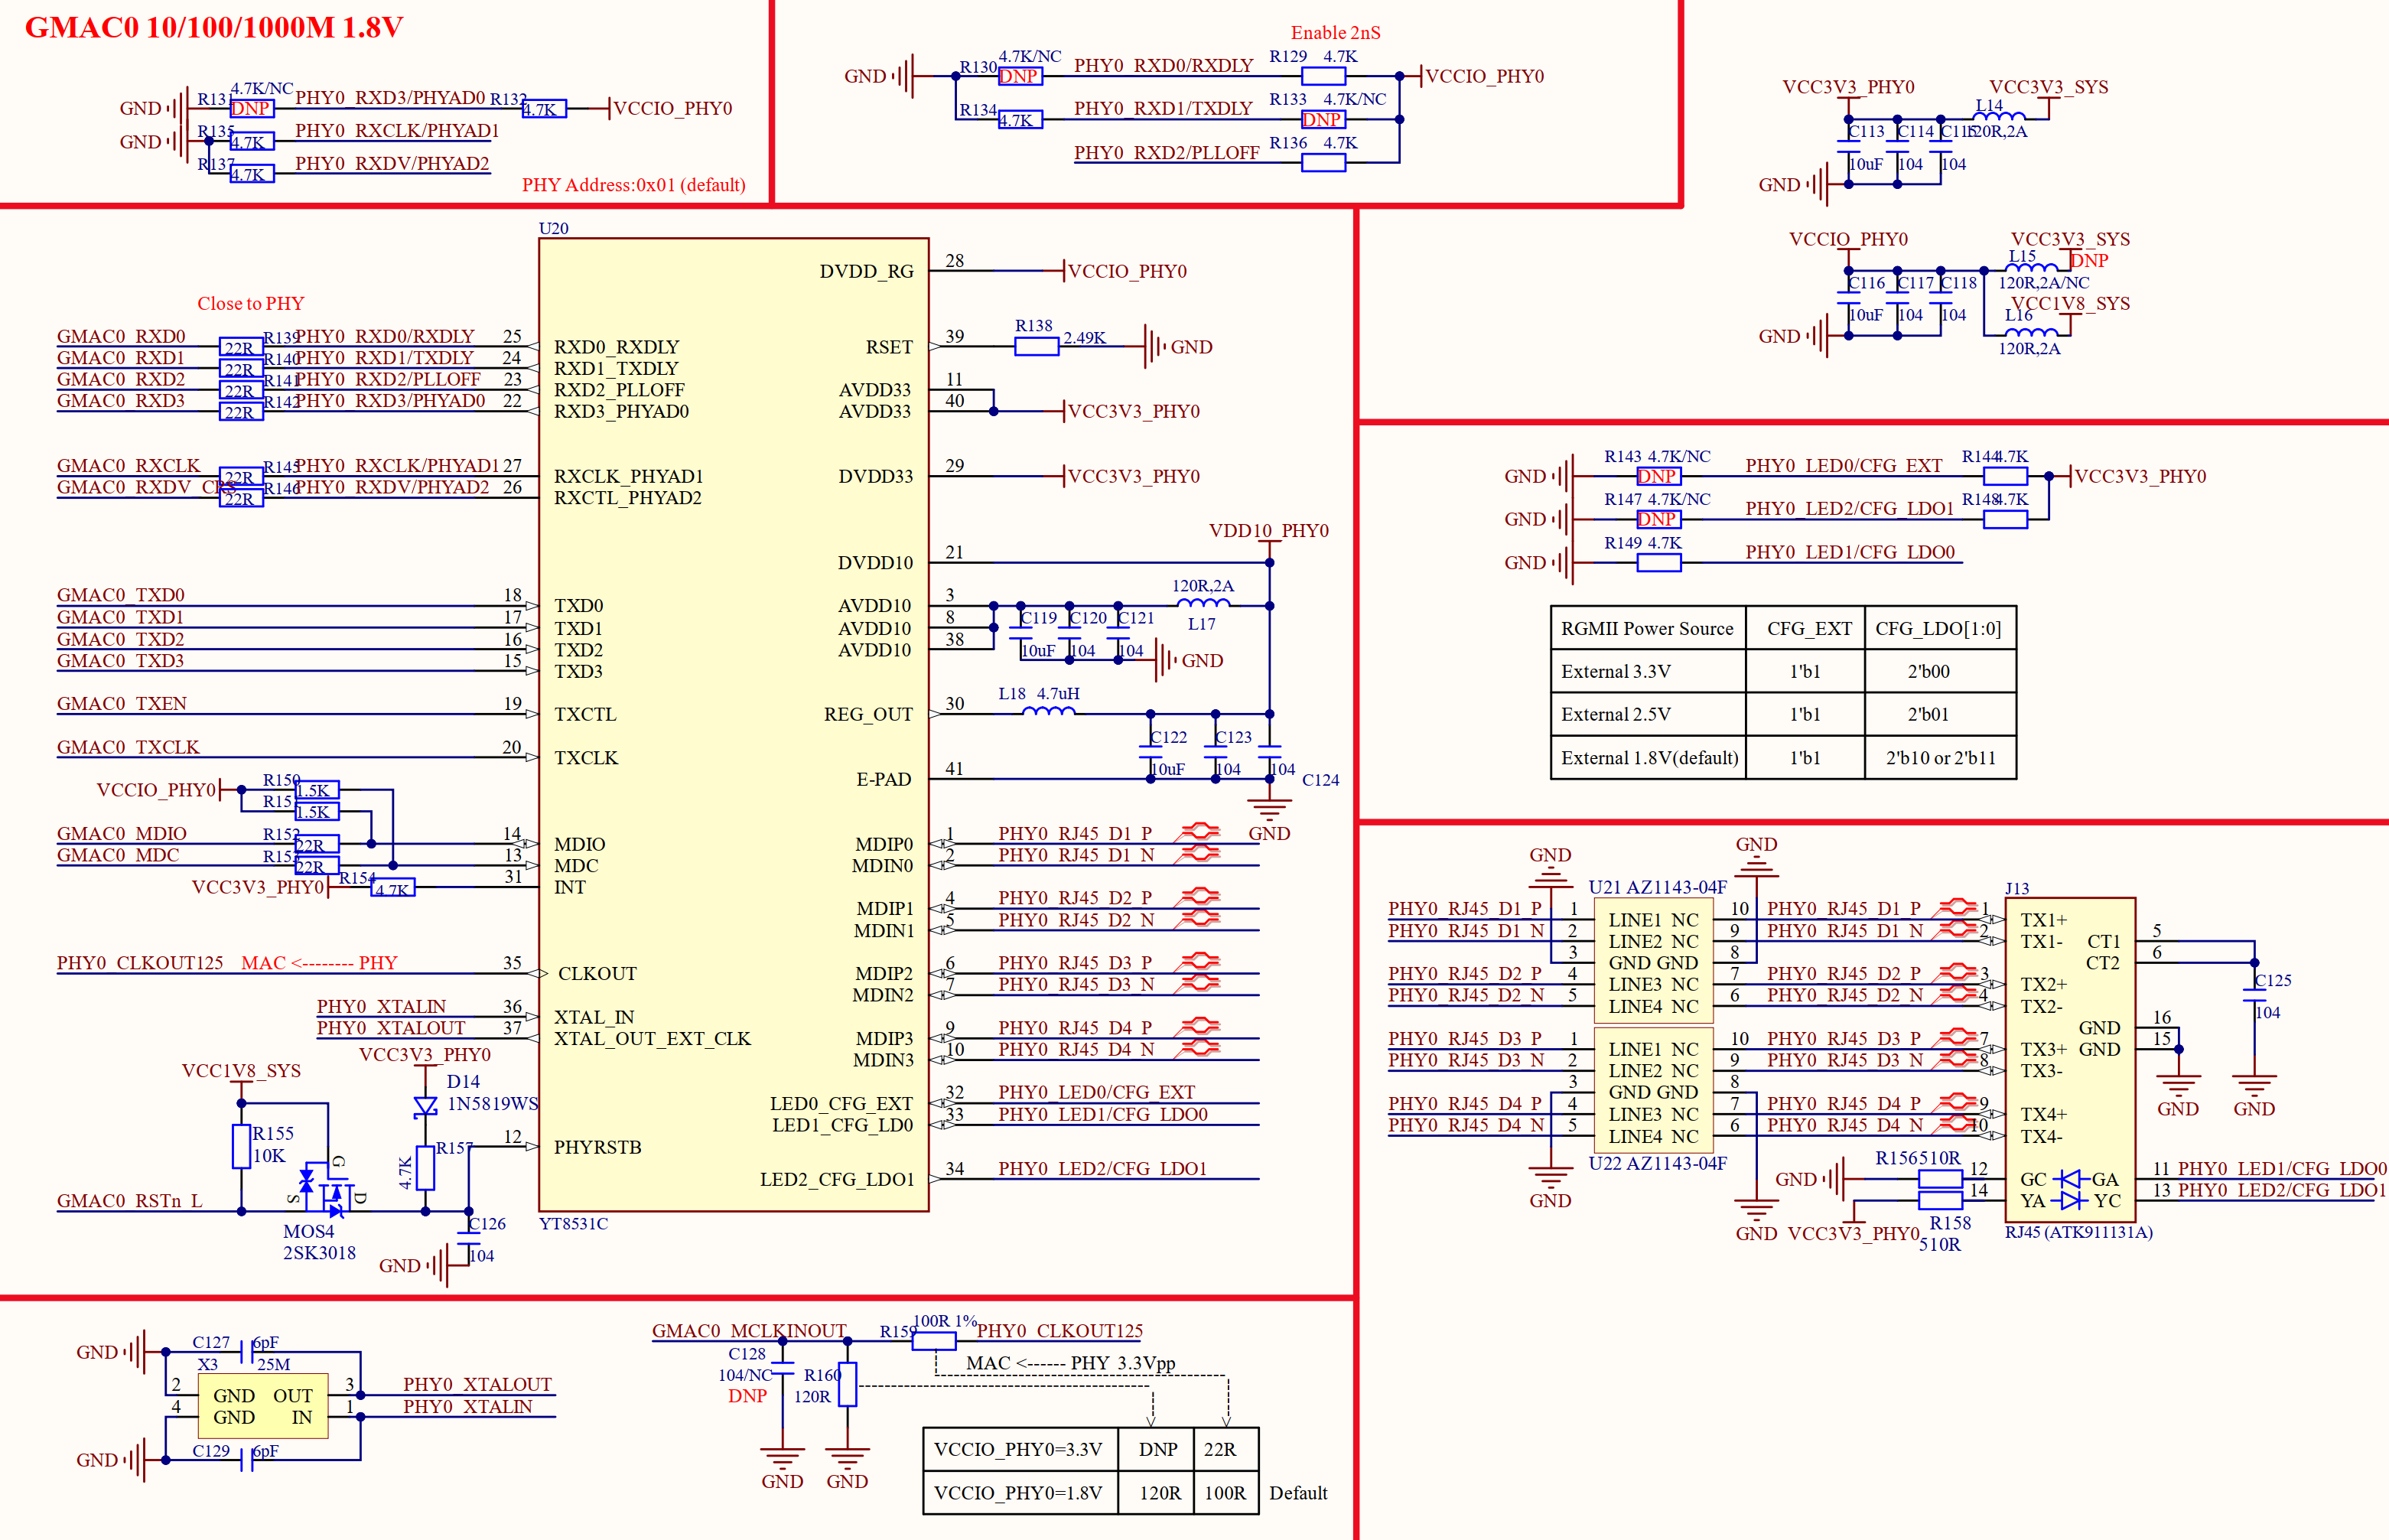 GMAC0 10/100/1000M 1.8V
4.7K/NC
GND R131 DNP PHY0_RXD3/PHYAD0 R132 4.7K VCCIO_PHY0
GND R135 4.7K PHY0_RXCLK/PHYAD1
R137 4.7K PHY0_RXDV/PHYAD2
PHY Address:0x01 (default)
Enable 2nS
4.7K/NC R129 4.7K
GND R130 DNP PHY0_RXD0/RXDLY VCCIO_PHY0
R133 4.7K/NC
R134 4.7K PHY0_RXD1/TXDLY DNP
PHY0_RXD2/PLLOFF R136 4.7K
VCC3V3_PHY0 VCC3V3_SYS
L14
C113 C114 C115 120R,2A
10uF 104 104
GND
VCCIO_PHY0 VCC3V3_SYS
L15 DNP
C116 C117 C118 120R,2A/NC
VCC1V8_SYS
10uF 104 104 L16
GND
120R,2A
U20
DVDD_RG 28 VCCIO_PHY0
Close to PHY
GMAC0_RXD0 22R R139 PHY0_RXD0/RXDLY 25 RXD0_RXDLY
GMAC0_RXD1 22R R140 PHY0_RXD1/TXDLY 24 RXD1_TXDLY
GMAC0_RXD2 22R R141 PHY0_RXD2/PLLOFF 23 RXD2_PLLOFF
GMAC0_RXD3 22R R142 PHY0_RXD3/PHYAD0 22 RXD3_PHYAD0
RSET 39 R138 2.49K GND
AVDD33 11
AVDD33 40 VCC3V3_PHY0
GMAC0_RXCLK 22R R145 PHY0_RXCLK/PHYAD1 27 RXCLK_PHYAD1
GMAC0_RXDV_CRS 22R R146 PHY0_RXDV/PHYAD2 26 RXCTL_PHYAD2
DVDD33 29 VCC3V3_PHY0
VDD10_PHY0
DVDD10 21
GMAC0_TXD0 18 TXD0
GMAC0_TXD1 17 TXD1
GMAC0_TXD2 16 TXD2
GMAC0_TXD3 15 TXD3
120R,2A
AVDD10 3
AVDD10 8 C119 C120 C121 L17
AVDD10 38 10uF 104 104 GND
GMAC0_TXEN 19 TXCTL
L18 4.7uH
REG_OUT 30
GMAC0_TXCLK 20 TXCLK
C122 C123
10uF 104 104 C124
E-PAD 41
GND
VCCIO_PHY0 R150 1.5K
1.5K
GMAC0_MDIO R152 22R 14 MDIO
GMAC0_MDC 22R 13 MDC
VCC3V3_PHY0 R154 4.7K 31 INT
MDIP0 1 PHY0_RJ45_D1_P
MDIN0 2 PHY0_RJ45_D1_N
MDIP1 4 PHY0_RJ45_D2_P
MDIN1 5 PHY0_RJ45_D2_N
PHY0_CLKOUT125 MAC <-------- PHY 35 CLKOUT
MDIP2 6 PHY0_RJ45_D3_P
MDIN2 7 PHY0_RJ45_D3_N
PHY0_XTALIN 36 XTAL_IN
PHY0_XTALOUT 37 XTAL_OUT_EXT_CLK
MDIP3 9 PHY0_RJ45_D4_P
MDIN3 10 PHY0_RJ45_D4_N
VCC3V3_PHY0
VCC1V8_SYS
D14
1N5819WS
LED0_CFG_EXT 32 PHY0_LED0/CFG_EXT
LED1_CFG_LD0 33 PHY0_LED1/CFG_LDO0
R155
10K
G
R157
4.7K
12 PHYRSTB
LED2_CFG_LDO1 34 PHY0_LED2/CFG_LDO1
GMAC0_RSTn_L S D
MOS4
2SK3018
C126
104
GND
YT8531C
GND R143 4.7K/NC DNP PHY0_LED0/CFG_EXT R144 4.7K VCC3V3_PHY0
GND R147 4.7K/NC DNP PHY0_LED2/CFG_LDO1 R148 4.7K
GND R149 4.7K PHY0_LED1/CFG_LDO0
RGMII Power Source CFG_EXT CFG_LDO[1:0]
External 3.3V 1'b1 2'b00
External 2.5V 1'b1 2'b01
External 1.8V(default) 1'b1 2'b10 or 2'b11
GND GND
U21 AZ1143-04F J13
PHY0_RJ45_D1_P 1 LINE1 NC 10 PHY0_RJ45_D1_P 1 TX1+
PHY0_RJ45_D1_N 2 LINE2 NC 9 PHY0_RJ45_D1_N 2 TX1- CT1 5
3 GND GND 8 CT2 6
PHY0_RJ45_D2_P 4 LINE3 NC 7 PHY0_RJ45_D2_P 3 TX2+
PHY0_RJ45_D2_N 5 LINE4 NC 6 PHY0_RJ45_D2_N 4 TX2-
C125
104
GND 16
PHY0_RJ45_D3_P 1 LINE1 NC 10 PHY0_RJ45_D3_P 7 TX3+ GND 15
PHY0_RJ45_D3_N 2 LINE2 NC 9 PHY0_RJ45_D3_N 8 TX3-
3 GND GND 8
PHY0_RJ45_D4_P 4 LINE3 NC 7 PHY0_RJ45_D4_P 9 TX4+
PHY0_RJ45_D4_N 5 LINE4 NC 6 PHY0_RJ45_D4_N 10 TX4-
GND GND
U22 AZ1143-04F
GND R156 510R 12 GC GA 11 PHY0_LED1/CFG_LDO0
14 YA YC 13 PHY0_LED2/CFG_LDO1
GND
GND VCC3V3_PHY0 R158
510R
RJ45 (ATK911131A)
GND C127 6pF
X3 25M
2 GND OUT 3 PHY0_XTALOUT
4 GND IN 1 PHY0_XTALIN
GND C129 6pF
GMAC0_MCLKINOUT R159 100R 1% PHY0_CLKOUT125
C128
104/NC
DNP
R160
120R
MAC <------ PHY 3.3Vpp
GND GND
VCCIO_PHY0=3.3V DNP 22R
VCCIO_PHY0=1.8V 120R 100R Default